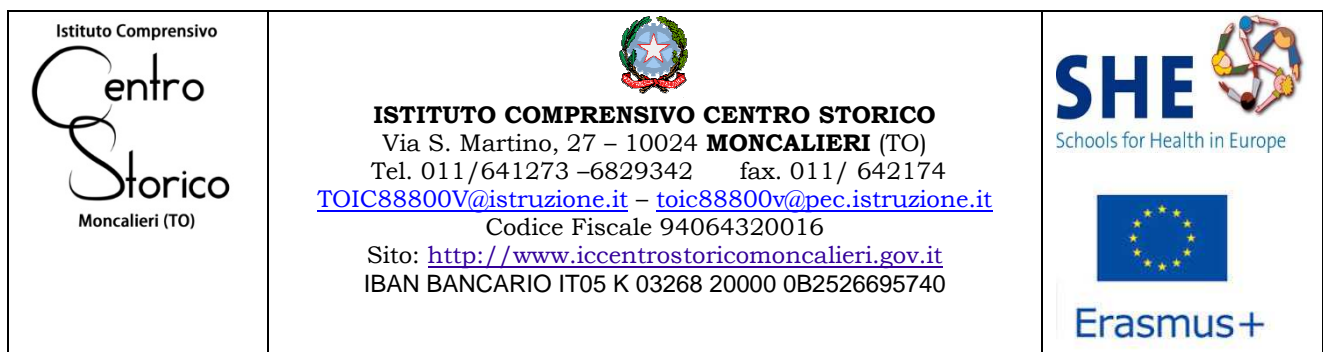 Istituto Comprensivo
Centro
Storico
Moncalieri (TO)
ISTITUTO COMPRENSIVO CENTRO STORICO
Via S. Martino, 27 – 10024 MONCALIERI (TO)
Tel. 011/641273 –6829342 fax. 011/ 642174
TOIC88800V@istruzione.it – toic88800v@pec.istruzione.it
Codice Fiscale 94064320016
Sito: http://www.iccentrostoricomoncalieri.gov.it
IBAN BANCARIO IT05 K 03268 20000 0B2526695740
SHE
Schools for Health in Europe
Erasmus+